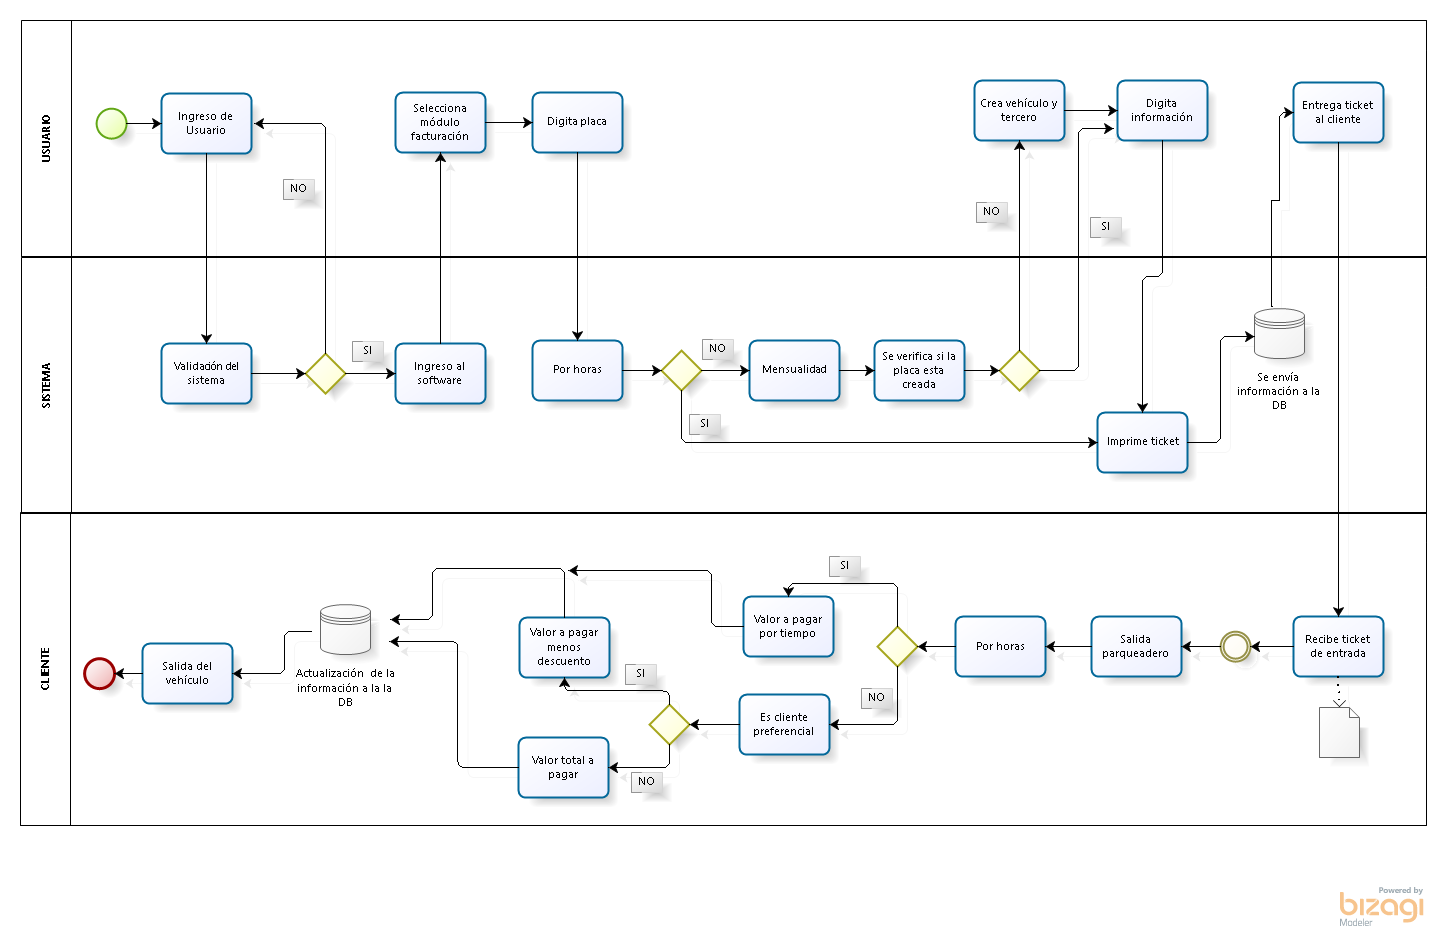 USUARIO
Ingreso de
Usuario
NO
Selecciona
módulo
facturación
Digita placa
Crea vehículo y
tercero
Digita
información
NO
SI
Entrega ticket
al cliente
SISTEMA
Validación del
sistema
SI
Ingreso al
software
Por horas
NO
SI
Mensualidad
Se verifica si la
placa esta
creada
Imprime ticket
Se envía
información a la
DB
CLIENTE
Recibe ticket
de entrada
Salida
parqueadero
Por horas
SI
NO
Valor a pagar
por tiempo
Es cliente
preferencial
SI
NO
Valor a pagar
menos
descuento
Valor total a
pagar
Actualización de la
información a la la
DB
Salida del
vehículo
Powered by
bizagi
Modeler